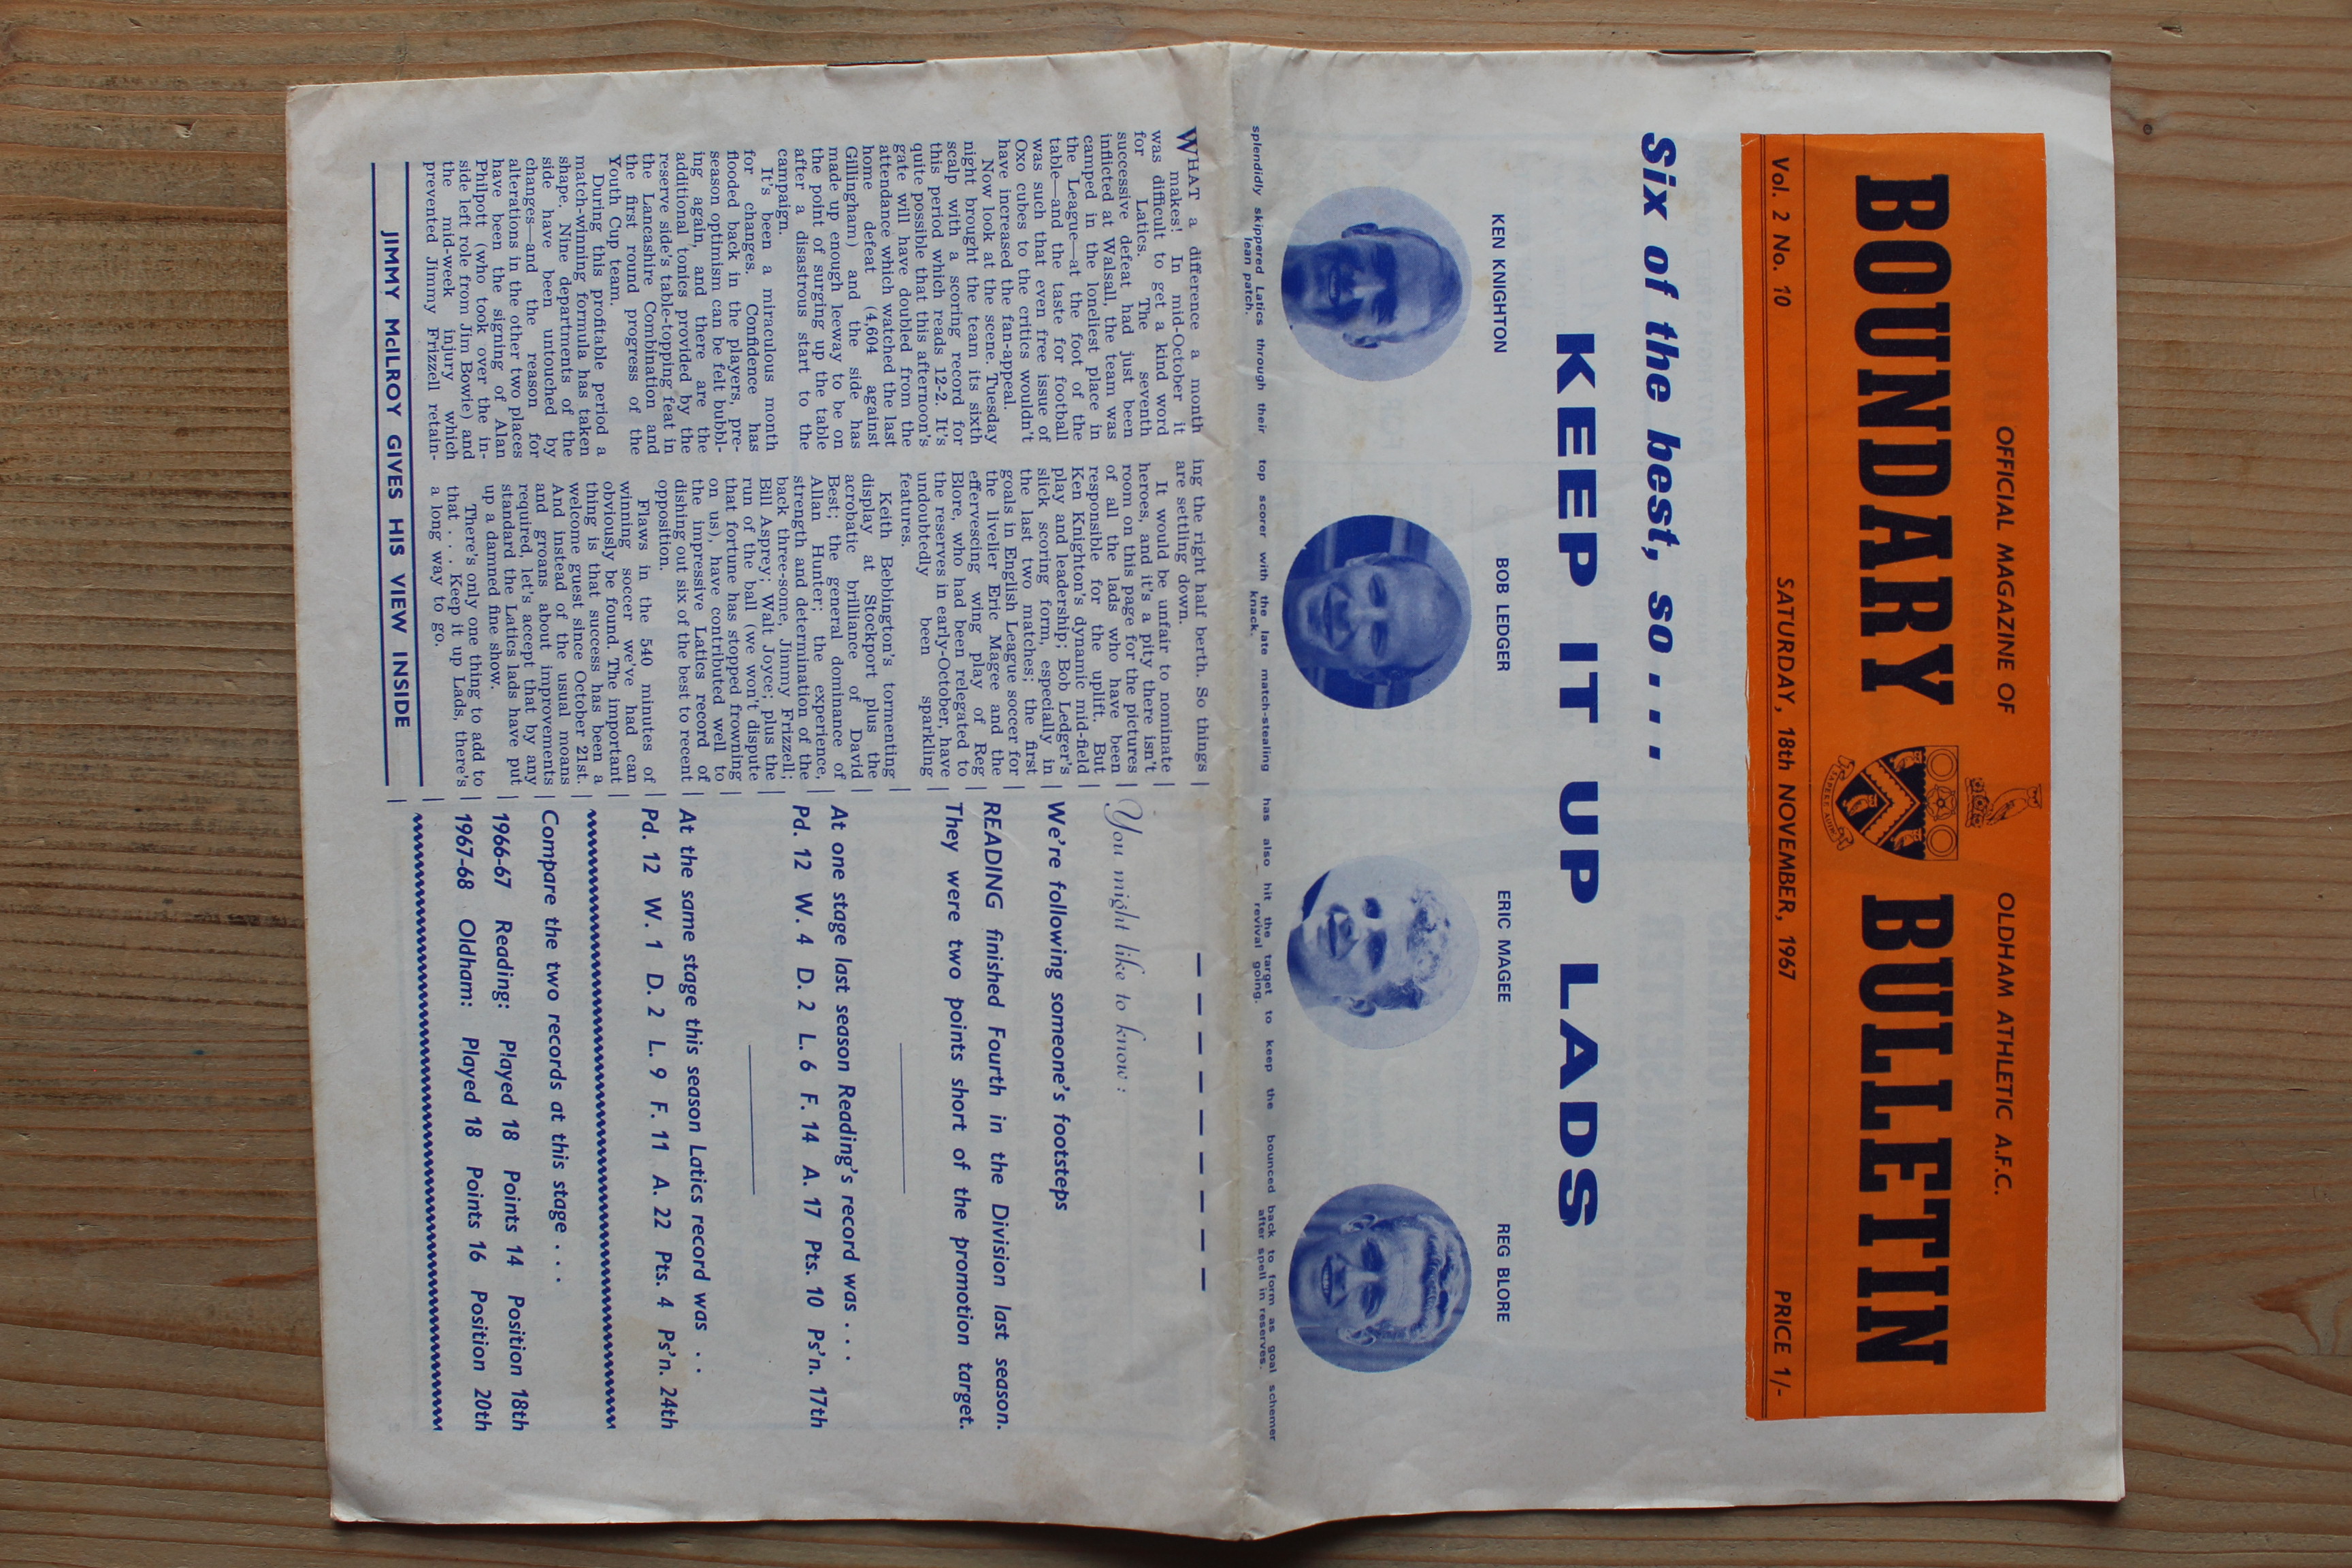 OFFICIAL MAGAZINE OF
OLDHAM ATHLETIC A.F.C.
BOUNDARY BULLETIN
SAPERE AUDE
Vol. 2 No. 10
SATURDAY, 18th NOVEMBER, 1967
PRICE 1/-
Six of the best, so . . .
KEEP IT UP LADS
KEN KNIGHTON
BOB LEDGER
ERIC MAGEE
REG BLORE
splendidly skippered Latics through their
lean patch.
top scorer with the late match-stealing
knack.
has also hit the target to keep the
revival going.
bounced back to form as goal schemer
after spell in reserves.
WHAT a difference a month
makes! In mid-October it
was difficult to get a kind word
for Latics. The seventh
successive defeat had just been
inflicted at Walsall, the team was
camped in the loneliest place in
the League—at the foot of the
table—and the taste for football
was such that even free issue of
Oxo cubes to the critics wouldn't
have increased the fan-appeal.
Now look at the scene. Tuesday
night brought the team its sixth
scalp with a scoring record for
this period which reads 12-2. It's
quite possible that this afternoon's
gate will have doubled from the
attendance which watched the last
home defeat (4,604 against
Gillingham) and the side has
made up enough leeway to be on
the point of surging up the table
after a disastrous start to the
campaign.
It's been a miraculous month
for changes. Confidence has
flooded back in the players, pre-
season optimism can be felt bubbl-
ing again, and there are the
additional tonics provided by the
reserve side's table-topping feat in
the Lancashire Combination and
the first round progress of the
Youth Cup team.
During this profitable period a
match-winning formula has taken
shape. Nine departments of the
side have been untouched by
changes—and the reason for
alterations in the other two places
have been the signing of Alan
Philpott (who took over the in-
side left role from Jim Bowie) and
the mid-week injury which
prevented Jimmy Frizzell retain-
ing the right half berth. So things
are settling down.
It would be unfair to nominate
heroes, and it's a pity there isn't
room on this page for the pictures
of all the lads who have been
responsible for the uplift. But
Ken Knighton's dynamic mid-field
play and leadership; Bob Ledger's
slick scoring form, especially in
the last two matches; the first
goals in English League soccer for
the livelier Eric Magee and the
effervescing wing play of Reg
Blore, who had been relegated to
the reserves in early-October, have
undoubtedly been sparkling
features.
Keith Bebbington's tormenting
display at Stockport plus the
acrobatic brilliance of David
Best; the general dominance of
Allan Hunter; the experience,
strength and determination of the
back three-some, Jimmy Frizzell;
Bill Asprey; Walt Joyce; plus the
run of the ball (we won't dispute
that fortune has stopped frowning
on us), have contributed well to
the impressive Latics record of
dishing out six of the best to recent
opposition.
Flaws in the 540 minutes of
winning soccer we've had can
obviously be found. The important
thing is that success has been a
welcome guest since October 21st.
And instead of the usual moans
and groans about improvements
required, let's accept that by any
standard the Latics lads have put
up a damned fine show.
There's only one thing to add to
that . . . Keep it up Lads, there's
a long way to go.
JIMMY McILROY GIVES HIS VIEW INSIDE
You might like to know :
We're following someone's footsteps
READING finished Fourth in the Division last season.
They were two points short of the promotion target.
At one stage last season Reading's record was . . .
Pd. 12 W. 4 D. 2 L. 6 F. 14 A. 17 Pts. 10 Ps'n. 17th
At the same stage this season Latics record was . .
Pd. 12 W. 1 D. 2 L. 9 F. 11 A. 22 Pts. 4 Ps'n. 24th
Compare the two records at this stage . . .
1966-67 Reading: Played 18 Points 14 Position 18th
1967-68 Oldham: Played 18 Points 16 Position 20th